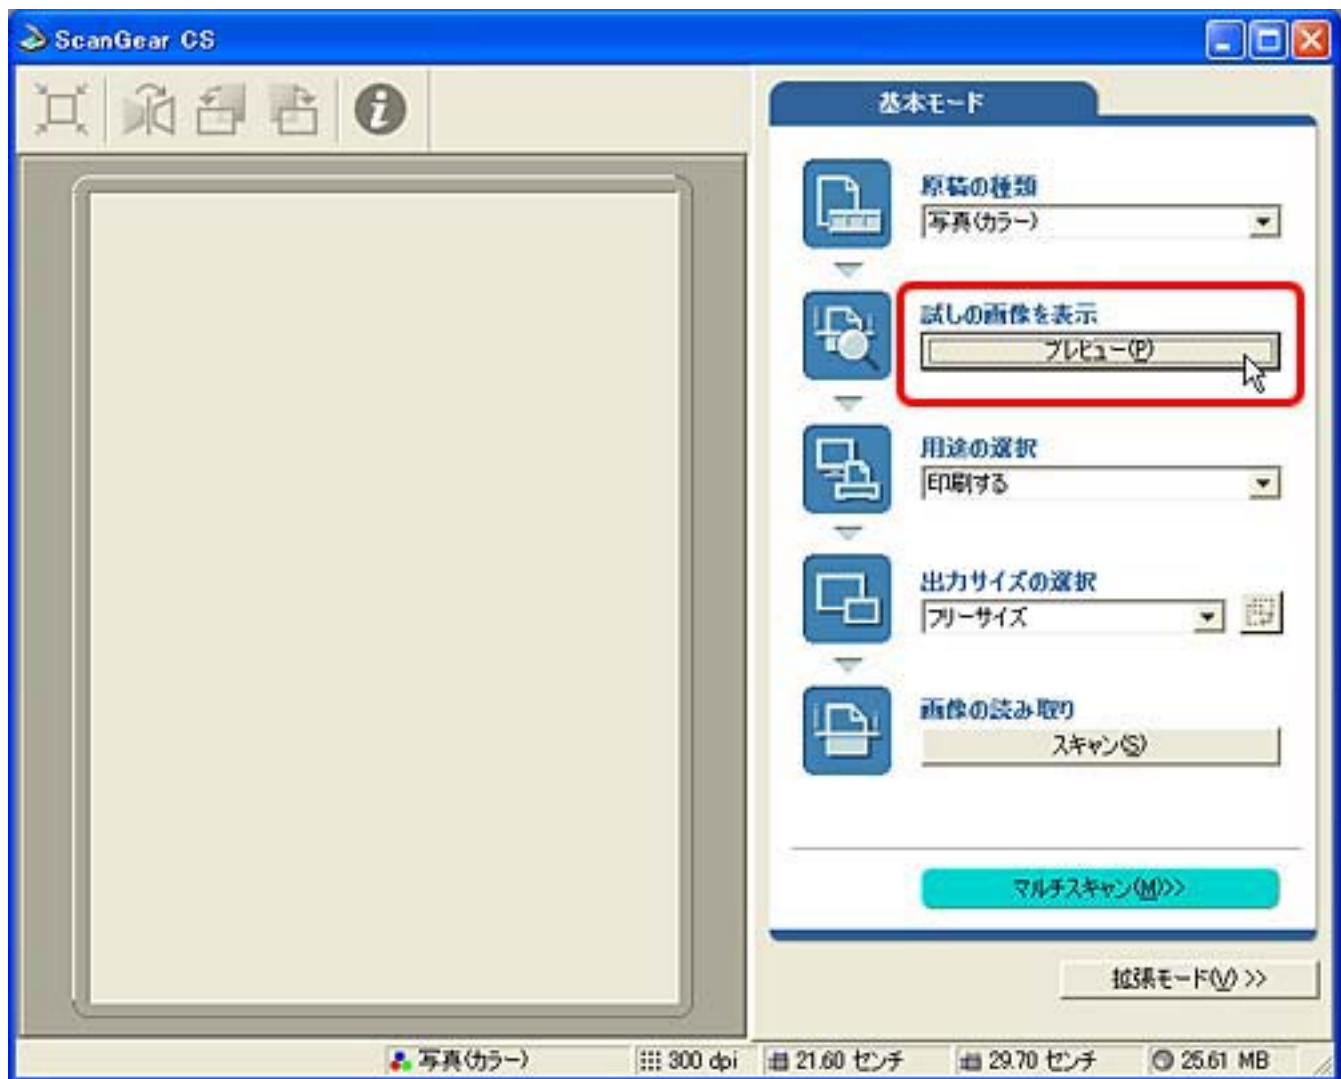 ScanGear CS
基本モード
原稿の種類
写真(カラー)
試しの画像を表示
プレビュー(P)
用途の選択
印刷する
出力サイズの選択
フリーサイズ
画像の読み取り
スキャン(S)
マルチスキャン(M)>>
拡張モード(V) >>
写真(カラー) 300 dpi 21.60 センチ 29.70 センチ 25.61 MB